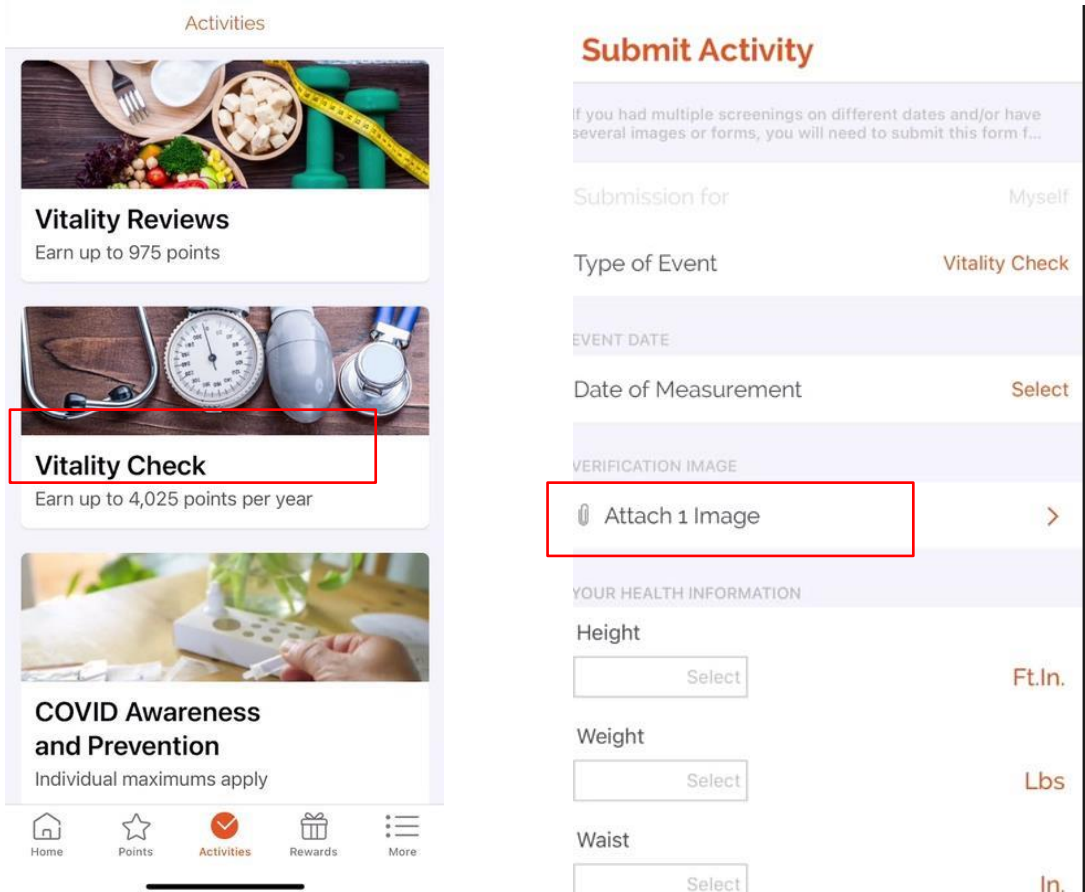 Activities
Vitality Reviews
Earn up to 975 points
Vitality Check
Earn up to 4,025 points per year
COVID Awareness
and Prevention
Individual maximums apply
Home
Points
Activities
Rewards
More
Submit Activity
If you had multiple screenings on different dates and/or have
several images or forms, you will need to submit this form f...
Submission for Myself
Type of Event Vitality Check
EVENT DATE
Date of Measurement Select
VERIFICATION IMAGE
Attach 1 Image
YOUR HEALTH INFORMATION
Height
Select Ft.In.
Weight
Select Lbs
Waist
Select In.